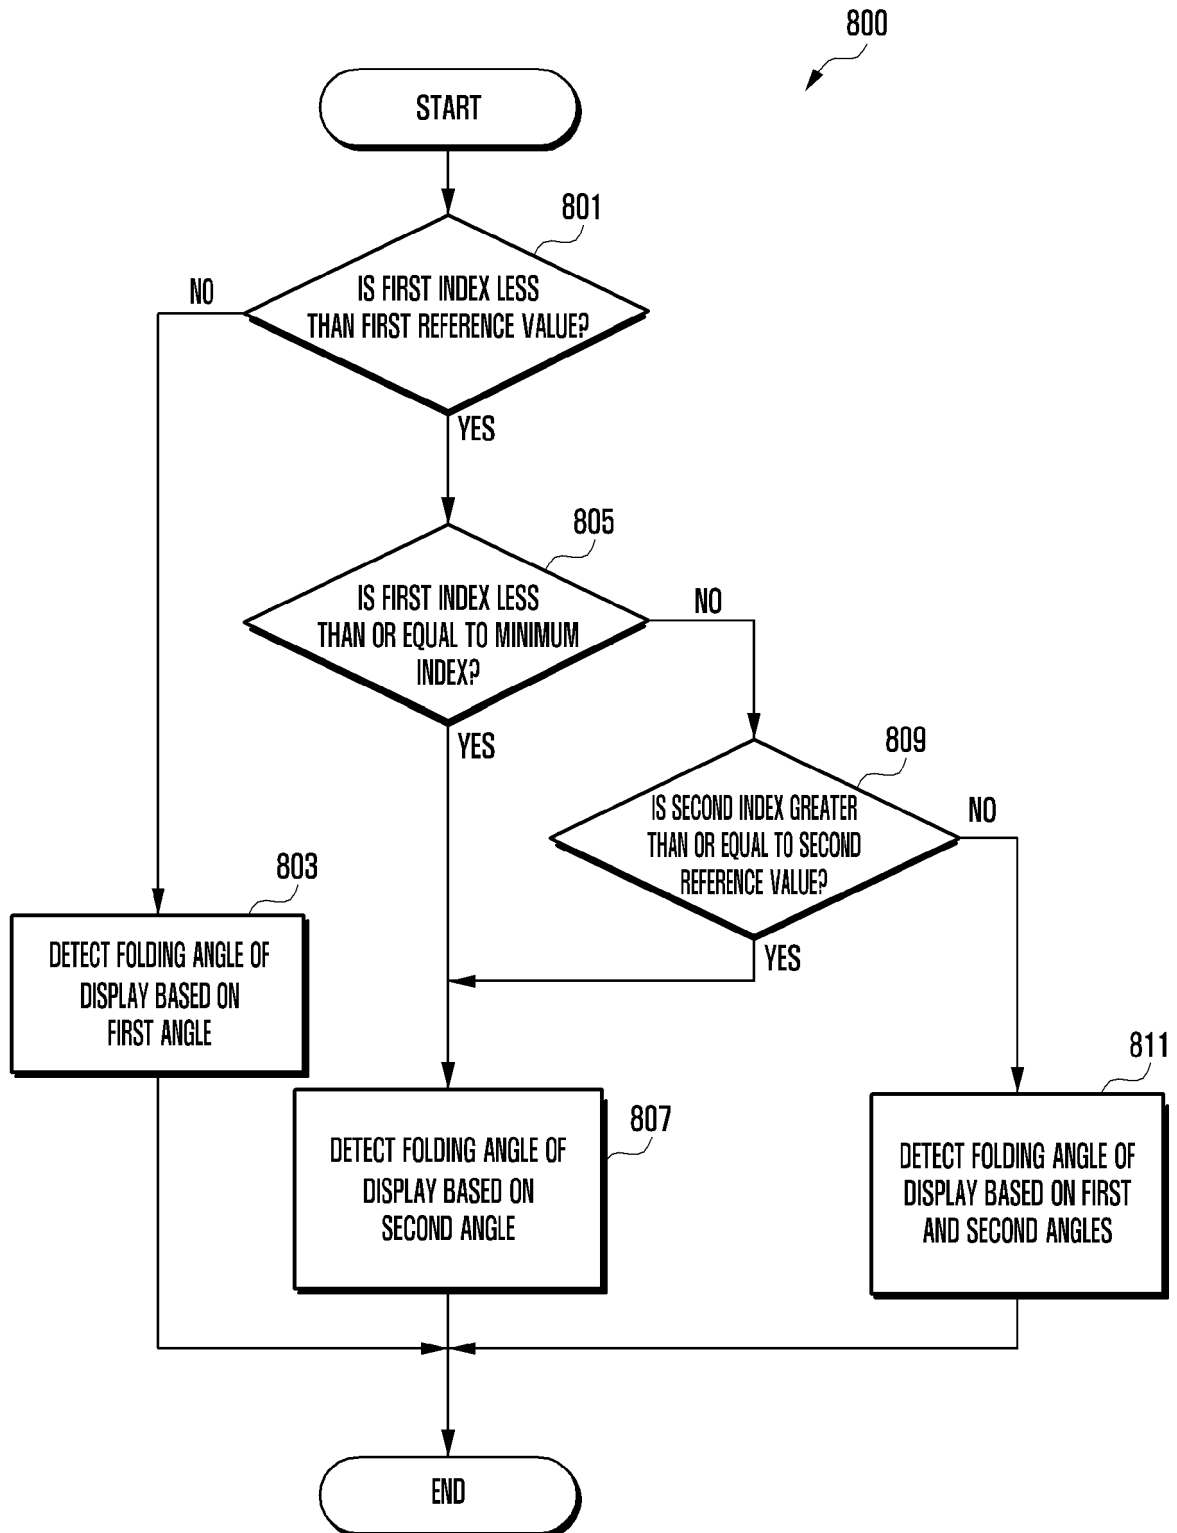 800
START
801
NO
IS FIRST INDEX LESS
THAN FIRST REFERENCE VALUE?
YES
805
IS FIRST INDEX LESS
THAN OR EQUAL TO MINIMUM
INDEX?
NO
YES
809
IS SECOND INDEX GREATER
THAN OR EQUAL TO SECOND
REFERENCE VALUE?
NO
YES
803
DETECT FOLDING ANGLE OF
DISPLAY BASED ON
FIRST ANGLE
807
DETECT FOLDING ANGLE OF
DISPLAY BASED ON
SECOND ANGLE
811
DETECT FOLDING ANGLE OF
DISPLAY BASED ON FIRST
AND SECOND ANGLES
END